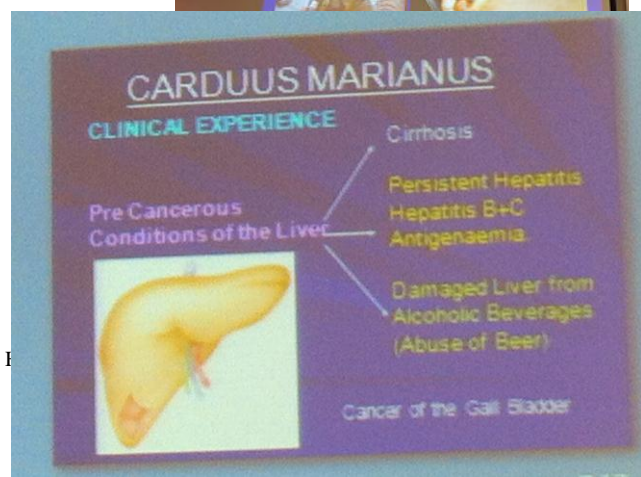 CARDUUS MARIANUS
CLINICAL EXPERIENCE
Cirrhosis
Pre Cancerous
Conditions of the Liver
Persistent Hepatitis
Hepatitis B+C
Antigenaemia.
Damaged Liver from
Alcoholic Beverages
(Abuse of Beer)
Cancer of the Gall Bladder